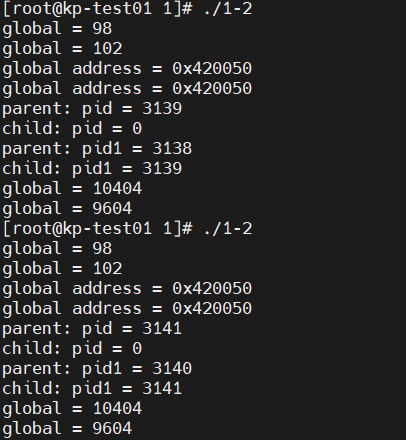 [root@kp-test01 1]# ./1-2
global = 98
global = 102
global address = 0x420050
global address = 0x420050
parent: pid = 3139
child: pid = 0
parent: pid1 = 3138
child: pid1 = 3139
global = 10404
global = 9604
[root@kp-test01 1]# ./1-2
global = 98
global = 102
global address = 0x420050
global address = 0x420050
parent: pid = 3141
child: pid = 0
parent: pid1 = 3140
child: pid1 = 3141
global = 10404
global = 9604